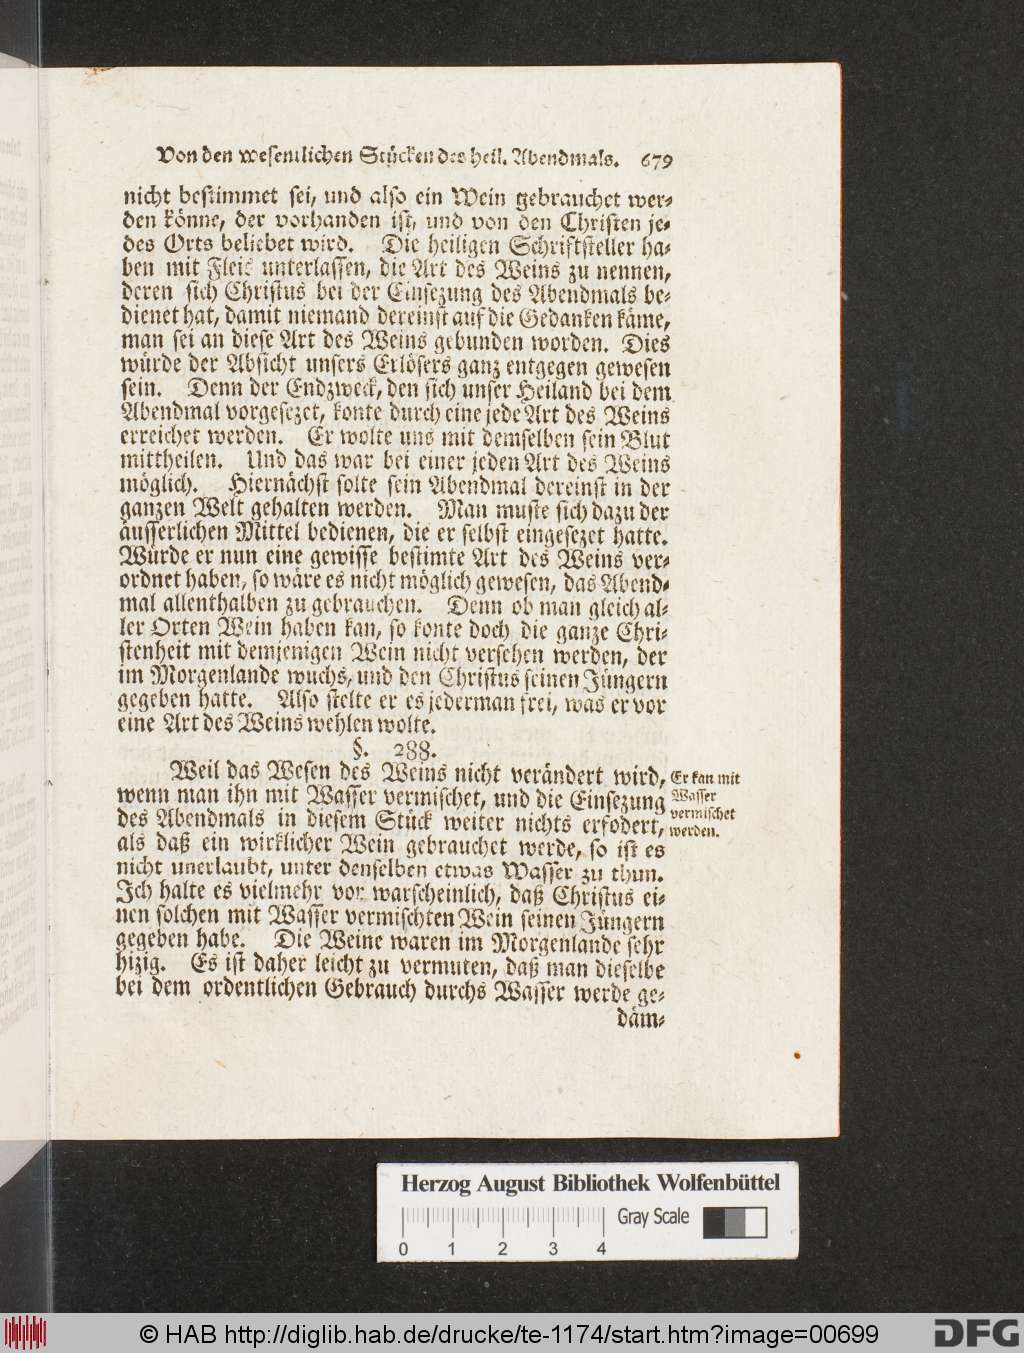 Von den wesentlichen Stücken des heil. Abendmals. 679
nicht bestimmet sei, und also ein Wein gebrauchet wer-
den könne, der vorhanden ist, und von den Christen je-
des Orts beliebet wird. Die heiligen Schriftsteller ha-
ben mit Fleis unterlassen, die Art des Weins zu nennen,
deren sich Christus bei der Einsezung des Abendmals be-
dienet hat, damit niemand dereinst auf die Gedanken käme,
man sei an diese Art des Weins gebunden worden. Dies
würde der Absicht unsers Erlösers ganz entgegen gewesen
sein. Denn der Endzweck, den sich unser Heiland bei dem
Abendmal vorgesezet, konte durch eine jede Art des Weins
erreichet werden. Er wolte uns mit demselben sein Blut
mittheilen. Und das war bei einer jeden Art des Weins
möglich. Hiernächst solte sein Abendmal dereinst in der
ganzen Welt gehalten werden. Man muste sich dazu der
äusserlichen Mittel bedienen, die er selbst eingesezet hatte.
Würde er nun eine gewisse bestimte Art des Weins ver-
ordnet haben, so wäre es nicht möglich gewesen, das Abend-
mal allenthalben zu gebrauchen. Denn ob man gleich al-
ler Orten Wein haben kan, so konte doch die ganze Chri-
stenheit mit demjenigen Wein nicht versehen werden, der
im Morgenlande wuchs, und den Christus seinen Jüngern
gegeben hatte. Also stelte er es jederman frei, was er vor
eine Art des Weins wehlen wolte.
§. 288.
Weil das Wesen des Weins nicht verändert wird,
wenn man ihn mit Wasser vermischet, und die Einsezung
des Abendmals in diesem Stück weiter nichts erfodert,
als daß ein wirklicher Wein gebrauchet werde, so ist es
nicht unerlaubt, unter denselben etwas Wasser zu thun.
Ich halte es vielmehr vor warscheinlich, daß Christus ei-
nen solchen mit Wasser vermischten Wein seinen Jüngern
gegeben habe. Die Weine waren im Morgenlande sehr
hizig. Es ist daher leicht zu vermuten, daß man dieselbe
bei dem ordentlichen Gebrauch durchs Wasser werde ge-
däm-
Er kan mit
Wasser
vermischet
werden.
Herzog August Bibliothek Wolfenbüttel
Gray Scale
0 1 2 3 4
© HAB http://diglib.hab.de/drucke/te-1174/start.htm?image=00699
DFG